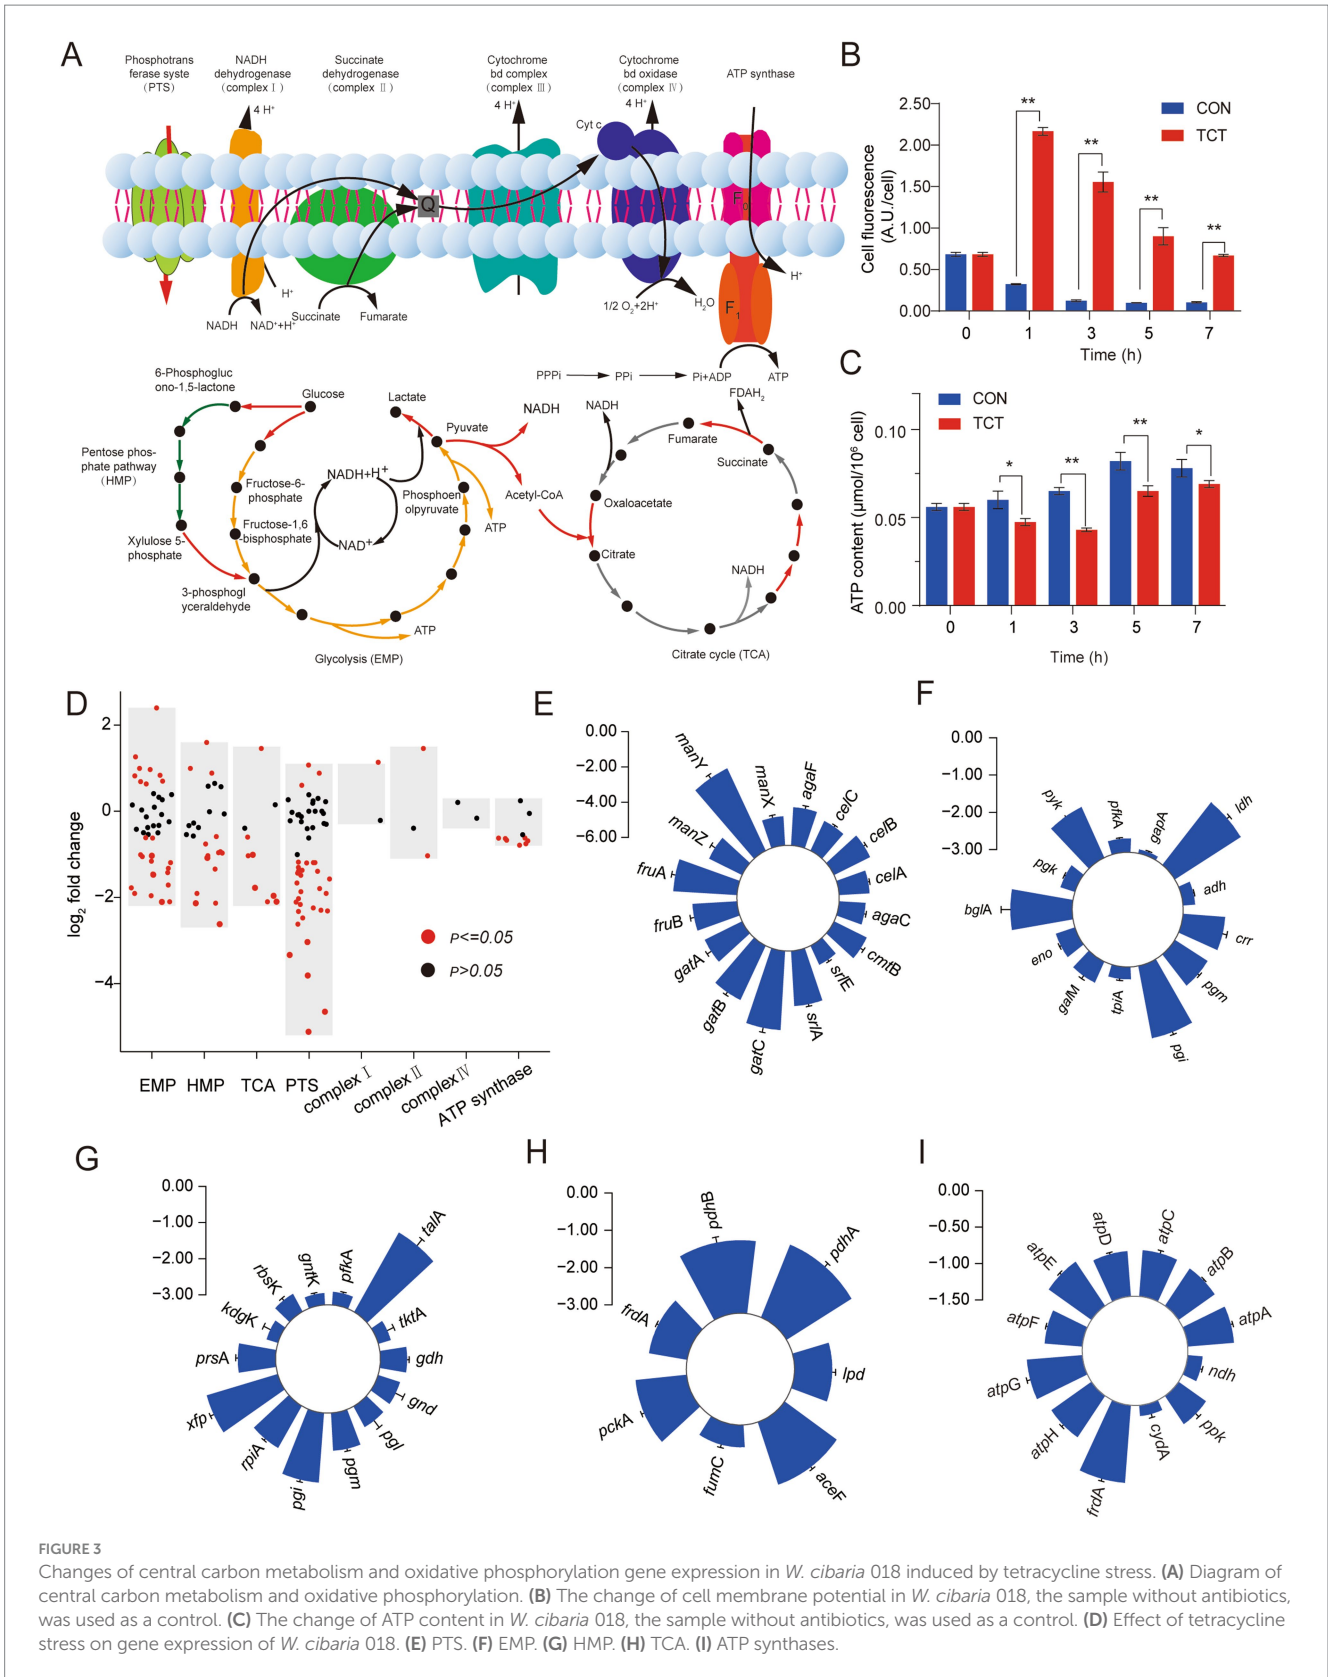 A
Phosphotrans
ferase syste
(PTS)
NADH
dehydrogenase
(complex Ⅰ)
Succinate
dehydrogenase
(complex Ⅱ)
Cytochrome
bd complex
(complex Ⅲ)
Cytochrome
bd oxidase
(complex Ⅳ)
ATP synthase
4 H⁺
4 H⁺
4 H⁺
Cyt c
Q
F₀
F₁
H⁺
H⁺
NADH
NAD⁺+H⁺
Succinate
Fumarate
1/2 O₂+2H⁺
H₂O
PPPi
PPi
Pi+ADP
ATP
6-Phosphogluc
ono-1,5-lactone
Glucose
Lactate
Pyuvate
NADH
NADH
FDAH₂
Fumarate
Succinate
Pentose phos-
phate pathway
(HMP)
Fructose-6-
phosphate
NADH+H⁺
Phosphoen
olpyruvate
Acetyl-CoA
Oxaloacetate
Fructose-1,6
-bisphosphate
NAD⁺
ATP
Xylulose 5-
phosphate
Citrate
NADH
3-phosphogl
yceraldehyde
ATP
Glycolysis (EMP)
Citrate cycle (TCA)
B
2.50
2.00
1.50
1.00
0.50
0.00
Cell fluorescence
(A.U./cell)
CON
TCT
**
**
**
**
0 1 3 5 7
Time (h)
C
0.10
0.05
0.00
ATP content (μmol/10⁶ cell)
CON
TCT
*
**
**
*
0 1 3 5 7
Time (h)
D
2
0
−2
−4
log₂ fold change
P<=0.05
P>0.05
EMP HMP TCA PTS complex Ⅰ complex Ⅱ complex Ⅳ ATP synthase
E
0.00
−2.00
−4.00
−6.00
manY
manX
agaF
celC
celB
celA
agaC
cmtB
srlE
srlA
gatC
gatB
gatA
fruB
fruA
manZ
F
0.00
−1.00
−2.00
−3.00
pyk
pfkA
gapA
ldh
adh
crr
pgm
pgi
tpiA
galM
eno
bglA
pgk
G
0.00
−1.00
−2.00
−3.00
rbsK
gntK
pfkA
talA
tktA
gdh
gnd
pgl
pgm
pgi
rpiA
xfp
prsA
kdgK
H
0.00
−1.00
−2.00
−3.00
pdhB
pdhA
lpd
aceF
fumC
pckA
frdA
I
0.00
−0.50
−1.00
−1.50
atpE
atpD
atpC
atpB
atpA
ndh
ppk
cydA
frdA
atpH
atpG
atpF
FIGURE 3
Changes of central carbon metabolism and oxidative phosphorylation gene expression in W. cibaria 018 induced by tetracycline stress. (A) Diagram of
central carbon metabolism and oxidative phosphorylation. (B) The change of cell membrane potential in W. cibaria 018, the sample without antibiotics,
was used as a control. (C) The change of ATP content in W. cibaria 018, the sample without antibiotics, was used as a control. (D) Effect of tetracycline
stress on gene expression of W. cibaria 018. (E) PTS. (F) EMP. (G) HMP. (H) TCA. (I) ATP synthases.